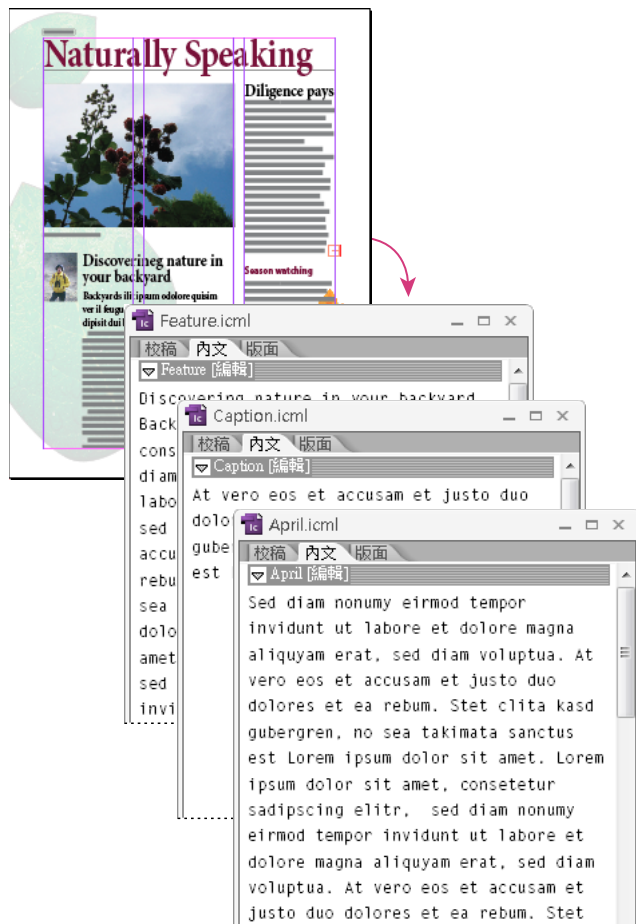 Naturally Speaking
Diligence pays
Season watching
Discoverineg nature in
your backyard
Backyards ilit ipsum odolore quisim
ver il feugu
dipisit dui
Ic Feature.icml
校稿 內文 版面
Feature [編輯]
Discovering nature in your backyard
Back
cons
diam
labo
sed
accu
rebu
sea
dolo
amet
sed
invi
Ic Caption.icml
校稿 內文 版面
Caption [編輯]
At vero eos et accusam et justo duo
dolo
gube
est
Ic April.icml
校稿 內文 版面
April [編輯]
Sed diam nonumy eirmod tempor
invidunt ut labore et dolore magna
aliquyam erat, sed diam voluptua. At
vero eos et accusam et justo duo
dolores et ea rebum. Stet clita kasd
gubergren, no sea takimata sanctus
est Lorem ipsum dolor sit amet. Lorem
ipsum dolor sit amet, consetetur
sadipscing elitr,  sed diam nonumy
eirmod tempor invidunt ut labore et
dolore magna aliquyam erat, sed diam
voluptua. At vero eos et accusam et
justo duo dolores et ea rebum. Stet